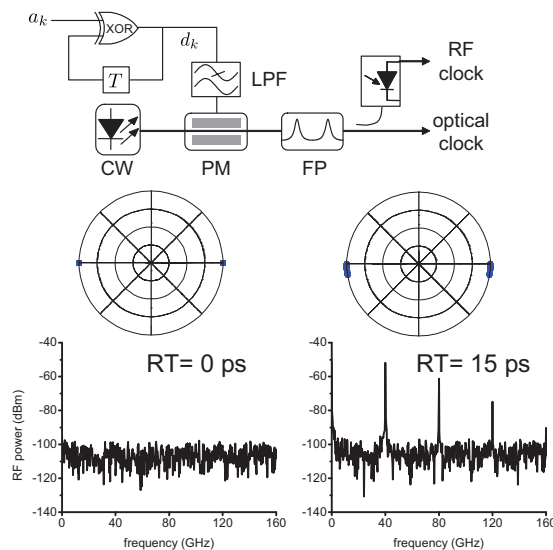 a_k
XOR
d_k
T
LPF
RF
clock
optical
clock
CW
PM
FP
RT= 0 ps
RT= 15 ps
-40
-60
-80
-100
-120
-140
RF power (dBm)
0 40 80 120 160
frequency (GHz)
-40
-60
-80
-100
-120
-140
0 40 80 120 160
frequency (GHz)